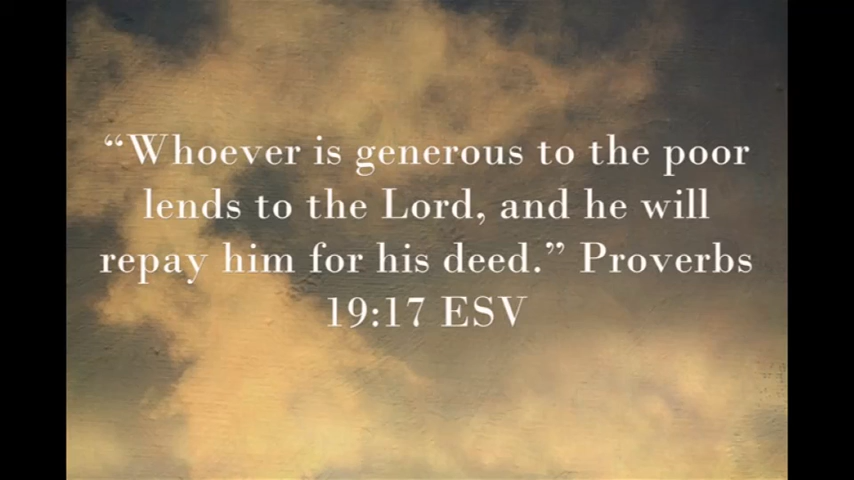 “Whoever is generous to the poor
lends to the Lord, and he will
repay him for his deed.” Proverbs
19:17 ESV